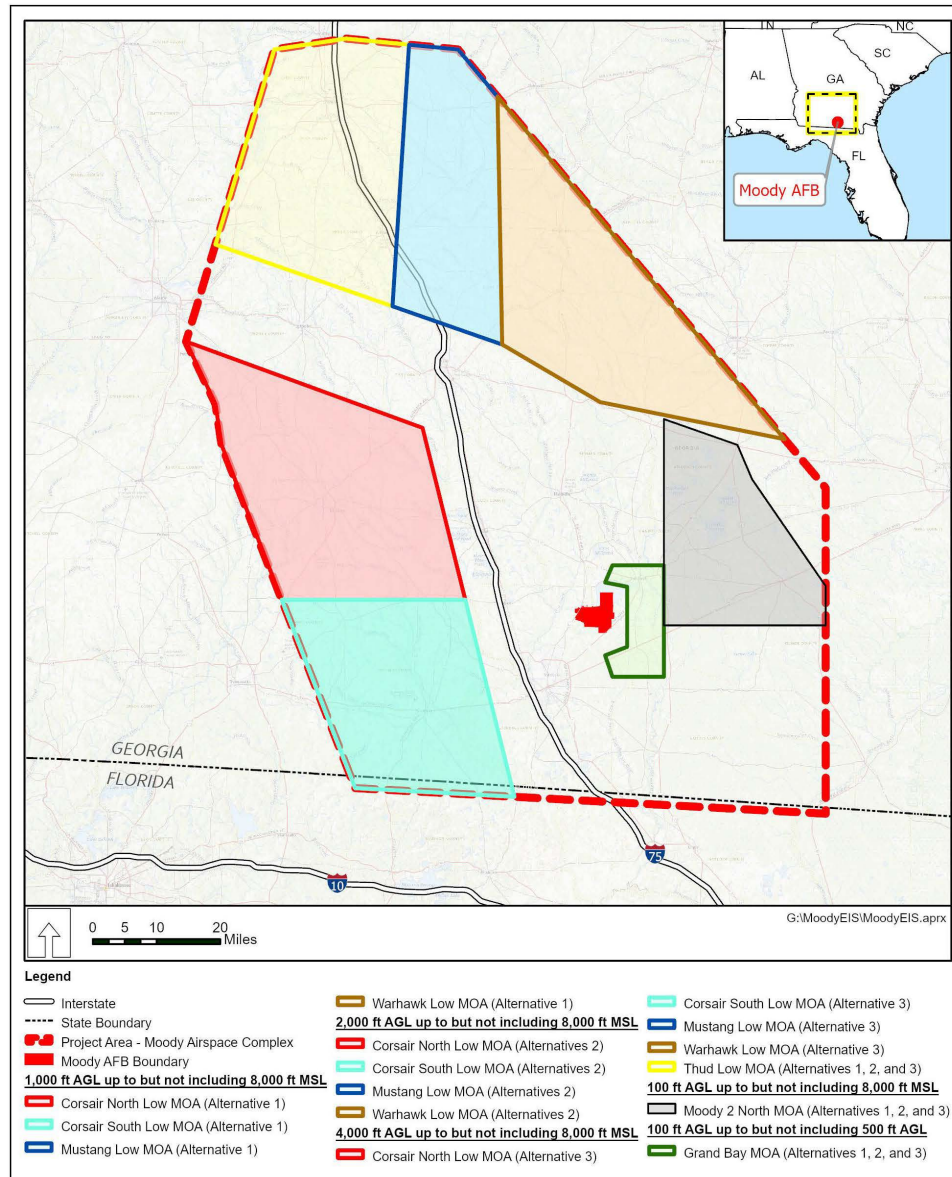 TN
NC
SC
AL
GA
FL
Moody AFB
GEORGIA
FLORIDA
75
10
0 5 10 20
Miles
G:\MoodyEIS\MoodyEIS.aprx
Legend
Interstate
State Boundary
Project Area - Moody Airspace Complex
Moody AFB Boundary
1,000 ft AGL up to but not including 8,000 ft MSL
Corsair North Low MOA (Alternative 1)
Corsair South Low MOA (Alternative 1)
Mustang Low MOA (Alternative 1)
Warhawk Low MOA (Alternative 1)
2,000 ft AGL up to but not including 8,000 ft MSL
Corsair North Low MOA (Alternatives 2)
Corsair South Low MOA (Alternatives 2)
Mustang Low MOA (Alternatives 2)
Warhawk Low MOA (Alternatives 2)
4,000 ft AGL up to but not including 8,000 ft MSL
Corsair North Low MOA (Alternative 3)
Corsair South Low MOA (Alternative 3)
Mustang Low MOA (Alternative 3)
Warhawk Low MOA (Alternative 3)
Thud Low MOA (Alternatives 1, 2, and 3)
100 ft AGL up to but not including 8,000 ft MSL
Moody 2 North MOA (Alternatives 1, 2, and 3)
100 ft AGL up to but not including 500 ft AGL
Grand Bay MOA (Alternatives 1, 2, and 3)